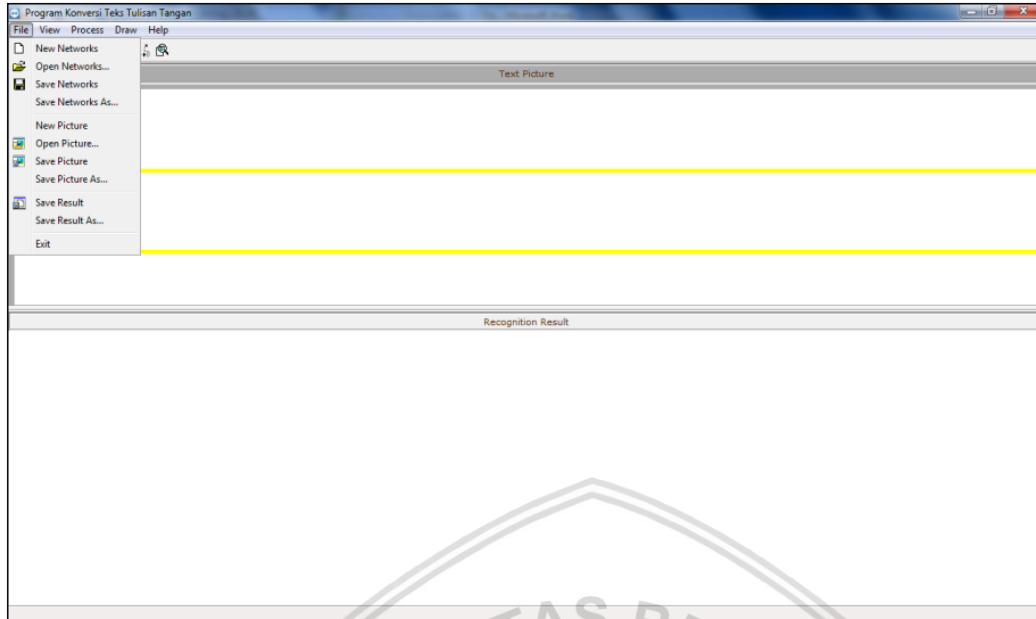 Program Konversi Teks Tulisan Tangan
File View Process Draw Help
New Networks
Open Networks...
Save Networks
Save Networks As...
New Picture
Open Picture...
Save Picture
Save Picture As...
Save Result
Save Result As...
Exit
Text Picture
Recognition Result